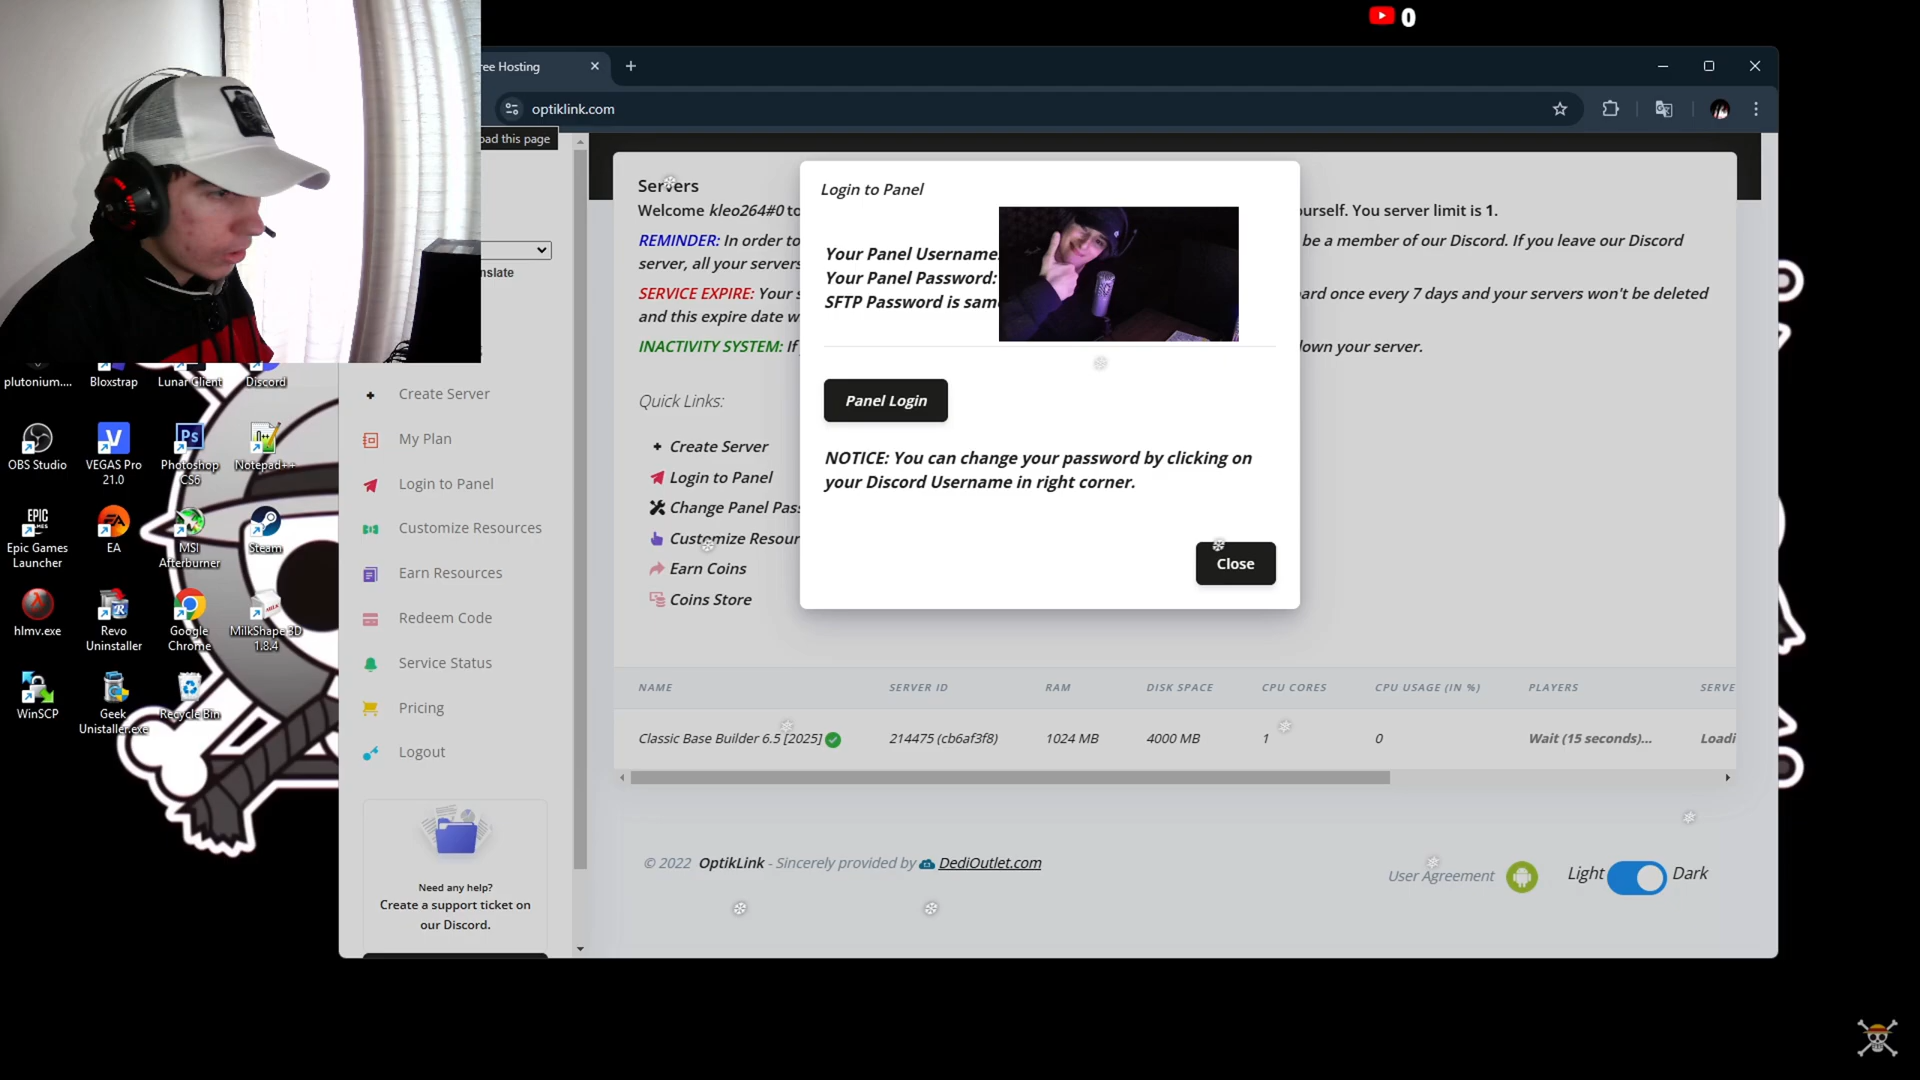 0
ree Hosting
optiklink.com
oad this page
nslate
Servers
Welcome kleo264#0 to
ourself. You server limit is 1.
REMINDER: In order to
be a member of our Discord. If you leave our Discord
server, all your servers
SERVICE EXPIRE: Your s
ard once every 7 days and your servers won't be deleted
and this expire date w
INACTIVITY SYSTEM: If
down your server.
Quick Links:
Create Server
Login to Panel
Change Panel Pass
Customize Resour
Earn Coins
Coins Store
Login to Panel
Your Panel Username:
Your Panel Password:
SFTP Password is same
Panel Login
NOTICE: You can change your password by clicking on
your Discord Username in right corner.
Close
Create Server
My Plan
Login to Panel
Customize Resources
Earn Resources
Redeem Code
Service Status
Pricing
Logout
Need any help?
Create a support ticket on
our Discord.
NAME
SERVER ID
RAM
DISK SPACE
CPU CORES
CPU USAGE (IN %)
PLAYERS
SERVE
Classic Base Builder 6.5 [2025]
214475 (cb6af3f8)
1024 MB
4000 MB
1
0
Wait (15 seconds)...
Loadi
© 2022 OptikLink - Sincerely provided by DediOutlet.com
User Agreement
Light
Dark
plutonium....
Bloxstrap
Lunar Client
Discord
OBS Studio
VEGAS Pro
21.0
Photoshop
CS6
Notepad++
EPIC
GAMES
Epic Games
Launcher
EA
MSI
Afterburner
Steam
hlmv.exe
Revo
Uninstaller
Google
Chrome
MILK
MilkShape 3D
1.8.4
WinSCP
Geek
Unistaller.exe
Recycle Bin